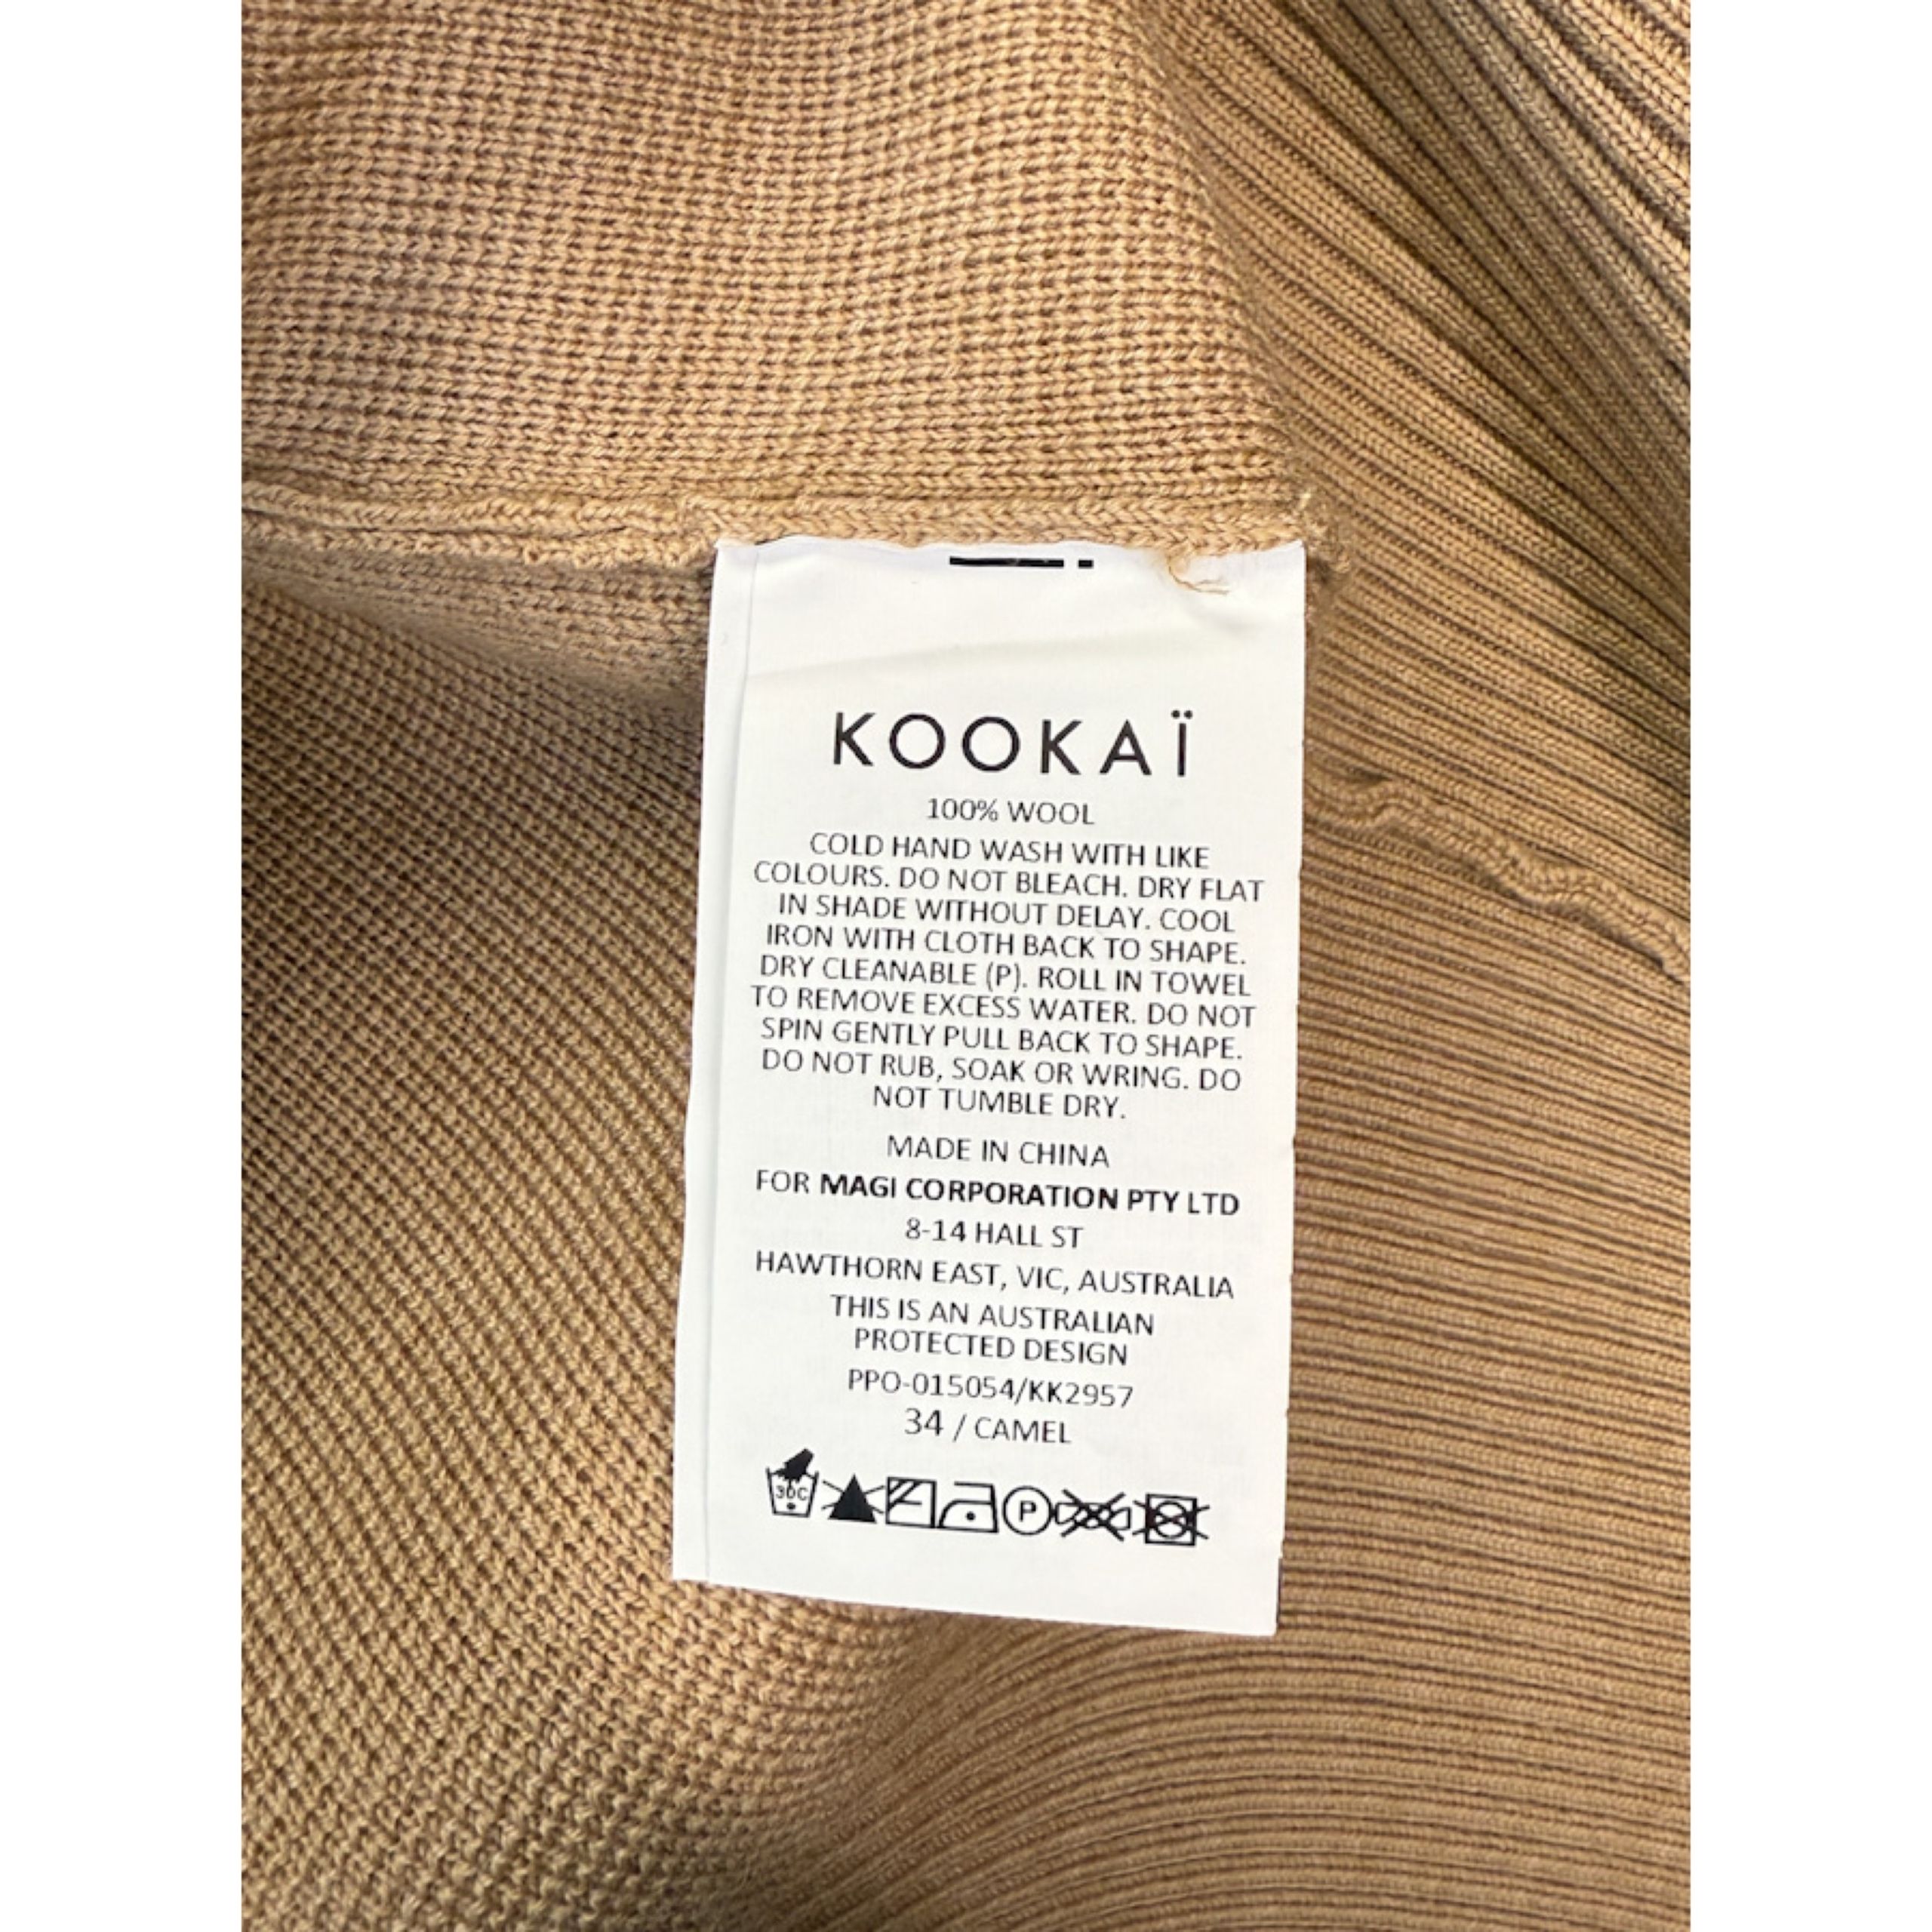 KOOKAÏ
100% WOOL
COLD HAND WASH WITH LIKE
COLOURS. DO NOT BLEACH. DRY FLAT
IN SHADE WITHOUT DELAY. COOL
IRON WITH CLOTH BACK TO SHAPE.
DRY CLEANABLE (P). ROLL IN TOWEL
TO REMOVE EXCESS WATER. DO NOT
SPIN GENTLY PULL BACK TO SHAPE.
DO NOT RUB, SOAK OR WRING. DO
NOT TUMBLE DRY.
MADE IN CHINA
FOR MAGI CORPORATION PTY LTD
8-14 HALL ST
HAWTHORN EAST, VIC, AUSTRALIA
THIS IS AN AUSTRALIAN
PROTECTED DESIGN
PPO-015054/KK2957
34 / CAMEL
30C P